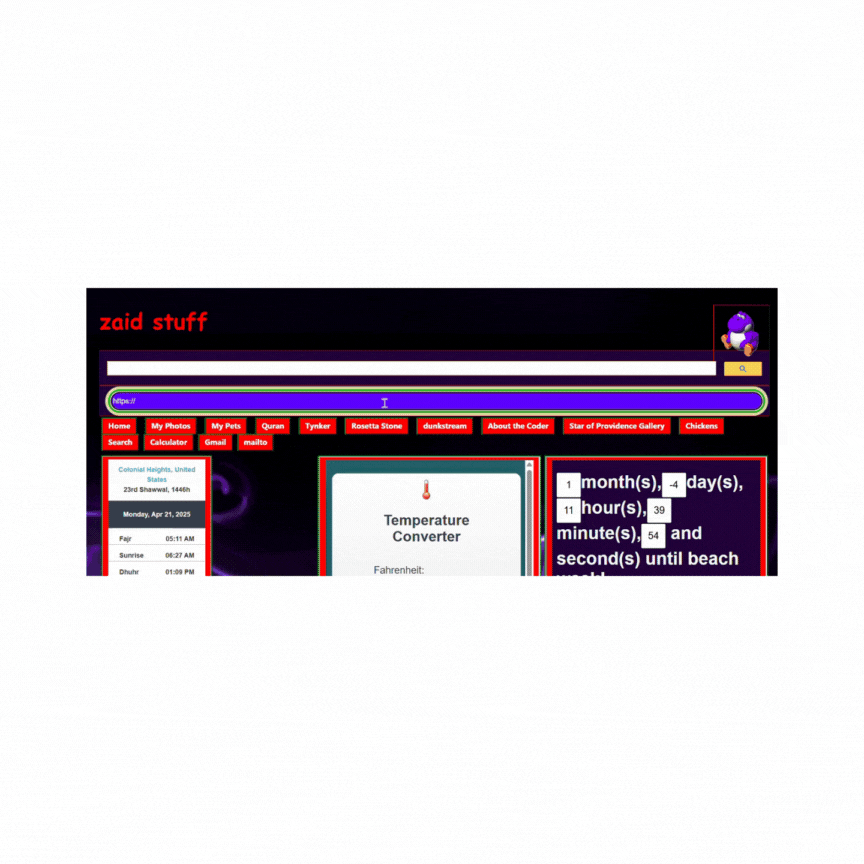 zaid stuff
https://
Home My Photos My Pets Quran Tynker Rosetta Stone dunkstream About the Coder Star of Providence Gallery Chickens
Search Calculator Gmail mailto
Colonial Heights, United
States
23rd Shawwal, 1446h
Monday, Apr 21, 2025
Fajr 05:11 AM
Sunrise 06:27 AM
Dhuhr 01:09 PM
Temperature
Converter
Fahrenheit:
1 month(s), -4 day(s),
11 hour(s), 39
minute(s), 54 and
second(s) until beach